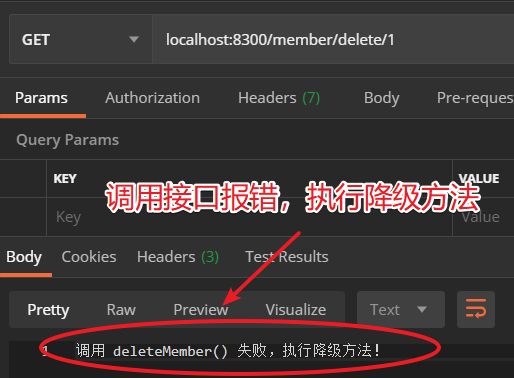 GET localhost:8300/member/delete/1
Params Authorization Headers (7) Body Pre-reques
Query Params
KEY VALUE
调用接口报错，执行降级方法
Key Value
Body Cookies Headers (3) Test Results
Pretty Raw Preview Visualize Text
1 调用 deleteMember() 失败，执行降级方法！